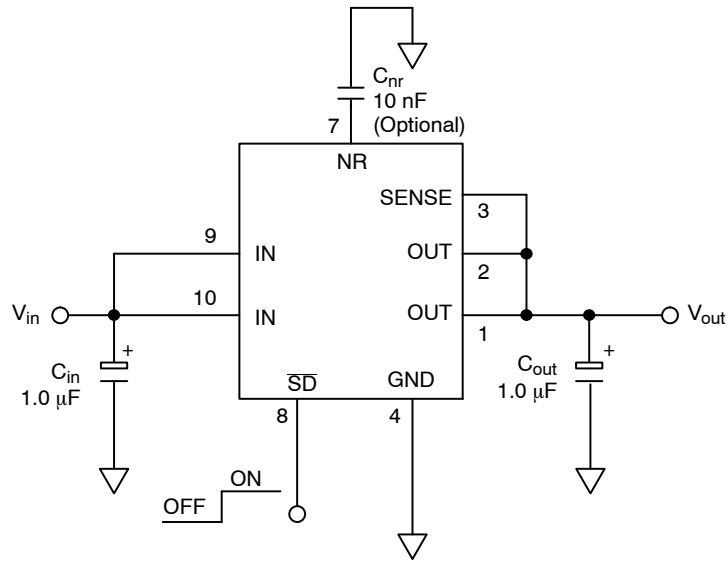 Cnr
10 nF
(Optional)
7
NR
SENSE
3
9
IN
OUT
2
Vin
10
IN
OUT
1
Vout
+
Cin
1.0 μF
+
Cout
1.0 μF
SD
GND
8
4
ON
OFF